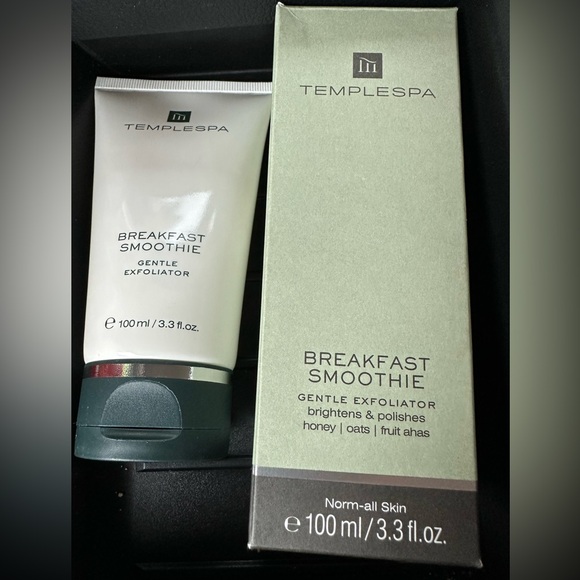 TEMPLESPA
BREAKFAST
SMOOTHIE
GENTLE
EXFOLIATOR
e 100 ml / 3.3 fl.oz.
TEMPLESPA
BREAKFAST
SMOOTHIE
GENTLE EXFOLIATOR
brightens & polishes
honey | oats | fruit ahas
Norm-all Skin
e 100 ml / 3.3 fl.oz.